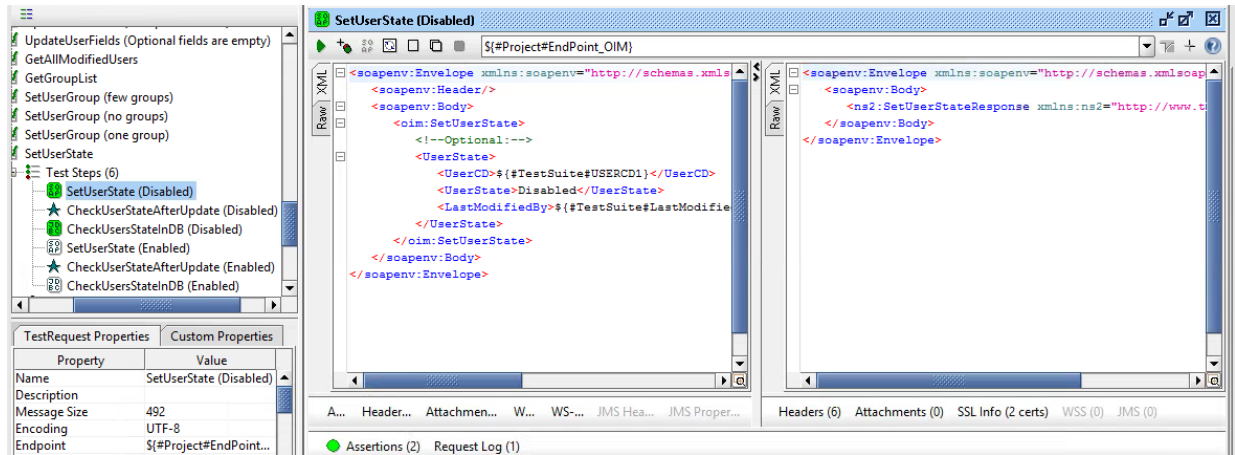 UpdateUserFields (Optional fields are empty)
GetAllModifiedUsers
GetGroupList
SetUserGroup (few groups)
SetUserGroup (no groups)
SetUserGroup (one group)
SetUserState
Test Steps (6)
SetUserState (Disabled)
CheckUserStateAfterUpdate (Disabled)
CheckUsersStateInDB (Disabled)
SetUserState (Enabled)
CheckUserStateAfterUpdate (Enabled)
CheckUsersStateInDB (Enabled)
TestRequest Properties
Custom Properties
Property Value
Name SetUserState (Disabled)
Description
Message Size 492
Encoding UTF-8
Endpoint ${#Project#EndPoint...
SetUserState (Disabled)
${#Project#EndPoint_OIM}
XML
Raw
<soapenv:Envelope xmlns:soapenv="http://schemas.xmls
<soapenv:Header/>
<soapenv:Body>
<oim:SetUserState>
<!--Optional:-->
<UserState>
<UserCD>${#TestSuite#USERCD1}</UserCD>
<UserState>Disabled</UserState>
<LastModifiedBy>${#TestSuite#LastModifie
</UserState>
</oim:SetUserState>
</soapenv:Body>
</soapenv:Envelope>
A... Header... Attachmen... W... WS-... JMS Hea... JMS Proper...
XML
Raw
<soapenv:Envelope xmlns:soapenv="http://schemas.xmlsoap
<soapenv:Body>
<ns2:SetUserStateResponse xmlns:ns2="http://www.t
</soapenv:Body>
</soapenv:Envelope>
Headers (6) Attachments (0) SSL Info (2 certs) WSS (0) JMS (0)
Assertions (2) Request Log (1)